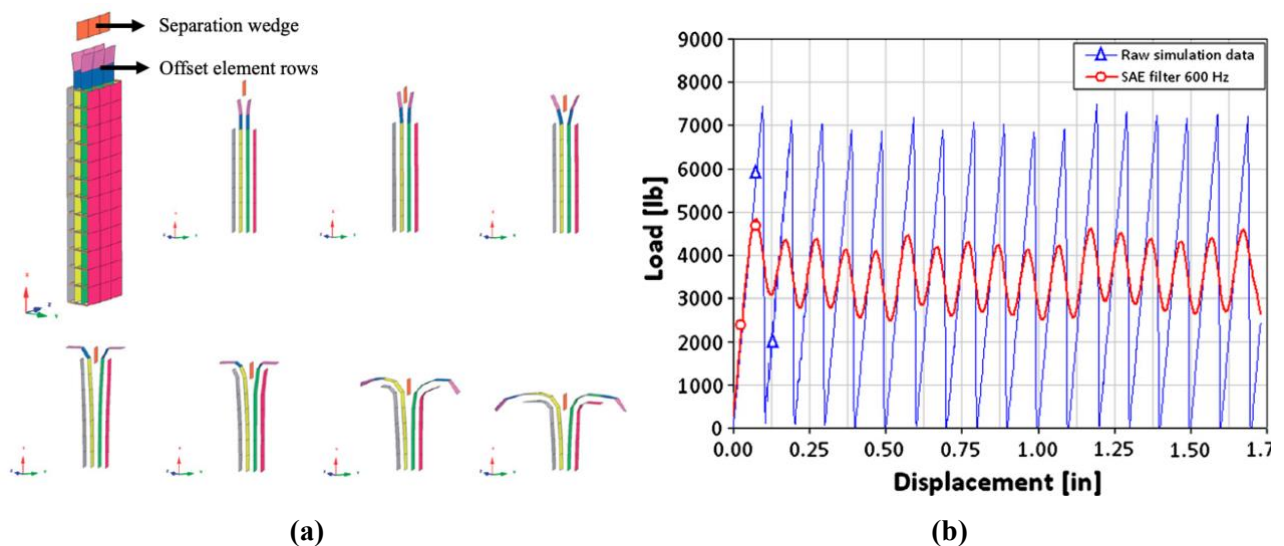 Separation wedge
Offset element rows
(a)
9000
8000
7000
6000
5000
4000
3000
2000
1000
0
Load [lb]
Raw simulation data
SAE filter 600 Hz
0.00 0.25 0.50 0.75 1.00 1.25 1.50 1.7
Displacement [in]
(b)